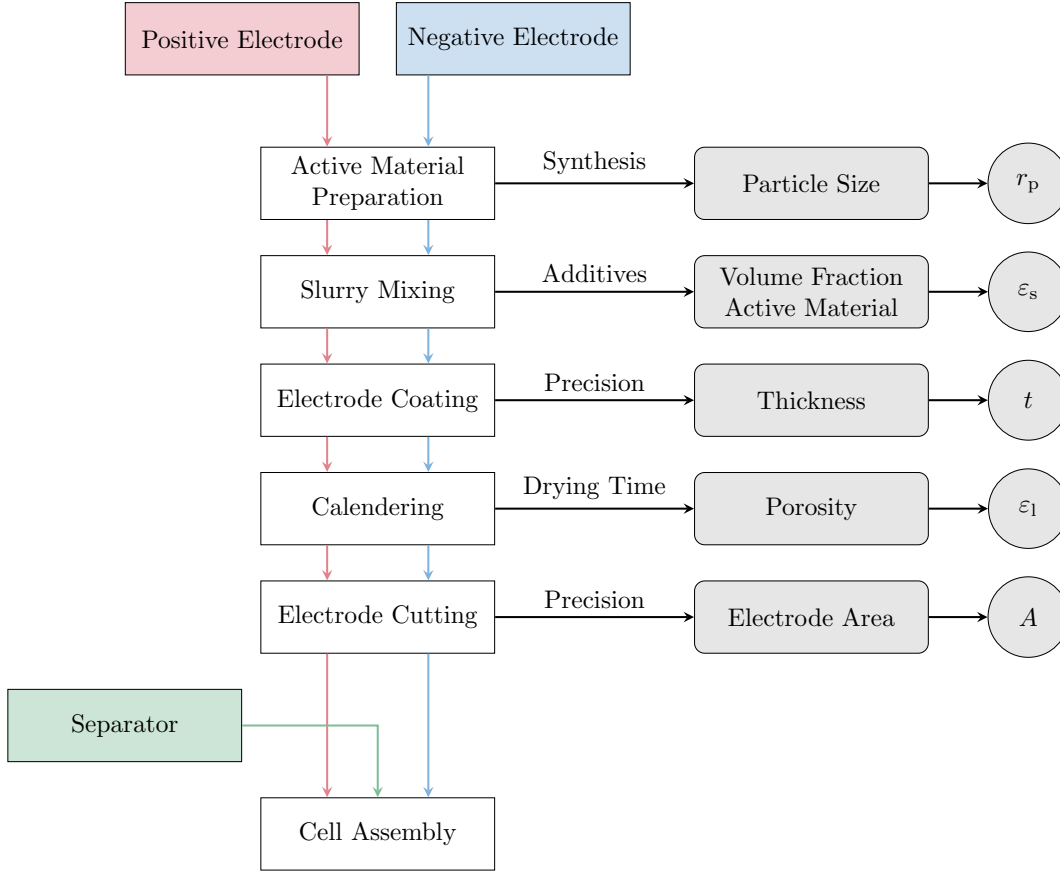 Positive Electrode
Negative Electrode
Active Material
Preparation
Synthesis
Particle Size
r_p
Slurry Mixing
Additives
Volume Fraction
Active Material
ε_s
Electrode Coating
Precision
Thickness
t
Calendering
Drying Time
Porosity
ε_l
Electrode Cutting
Precision
Electrode Area
A
Separator
Cell Assembly